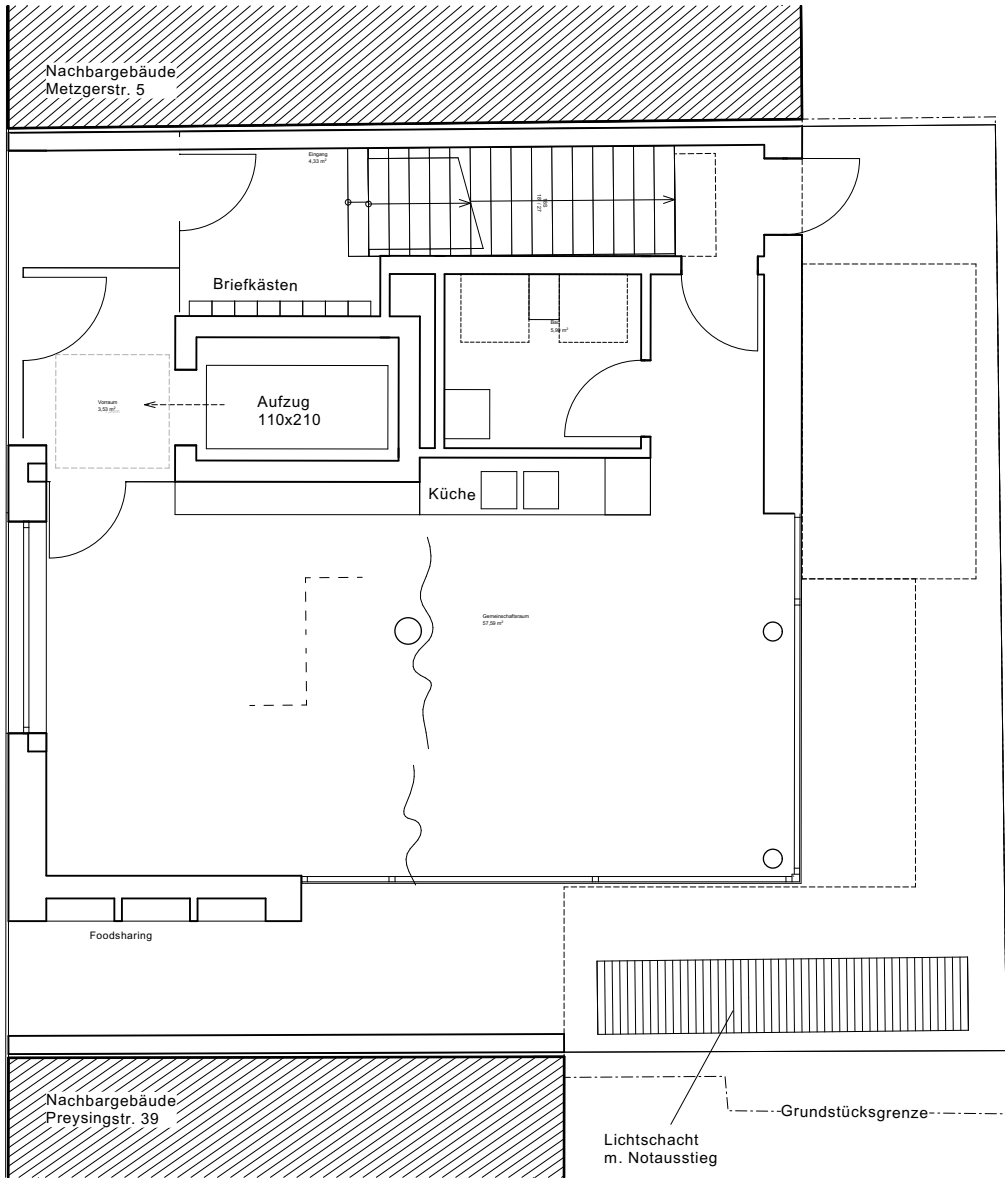 Nachbargebäude
Metzgerstr. 5
Eingang
4,33 m²
Briefkästen
Bad
5,99 m²
Aufzug
110x210
Vorraum
3,53 m²
Küche
Gemeinschaftsraum
57,59 m²
Foodsharing
Nachbargebäude
Preysingstr. 39
Grundstücksgrenze
Lichtschacht
m. Notausstieg